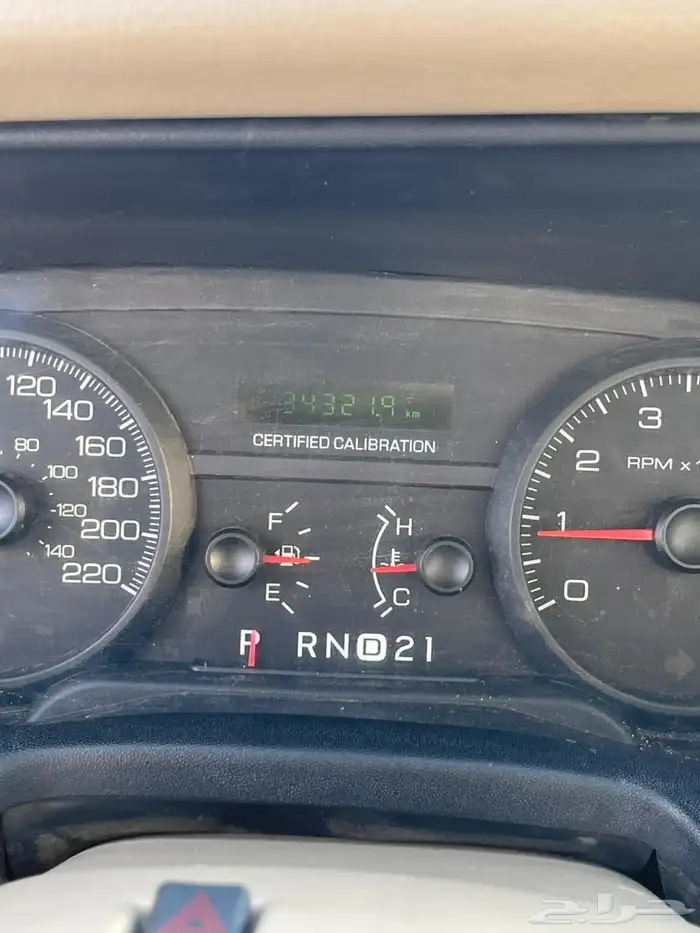 120
140
160
180
200
220
80
100
120
140
343219 km
CERTIFIED CALIBRATION
F
E
H
C
P R N D 2 1
3
2
1
0
RPM x 1
حراج